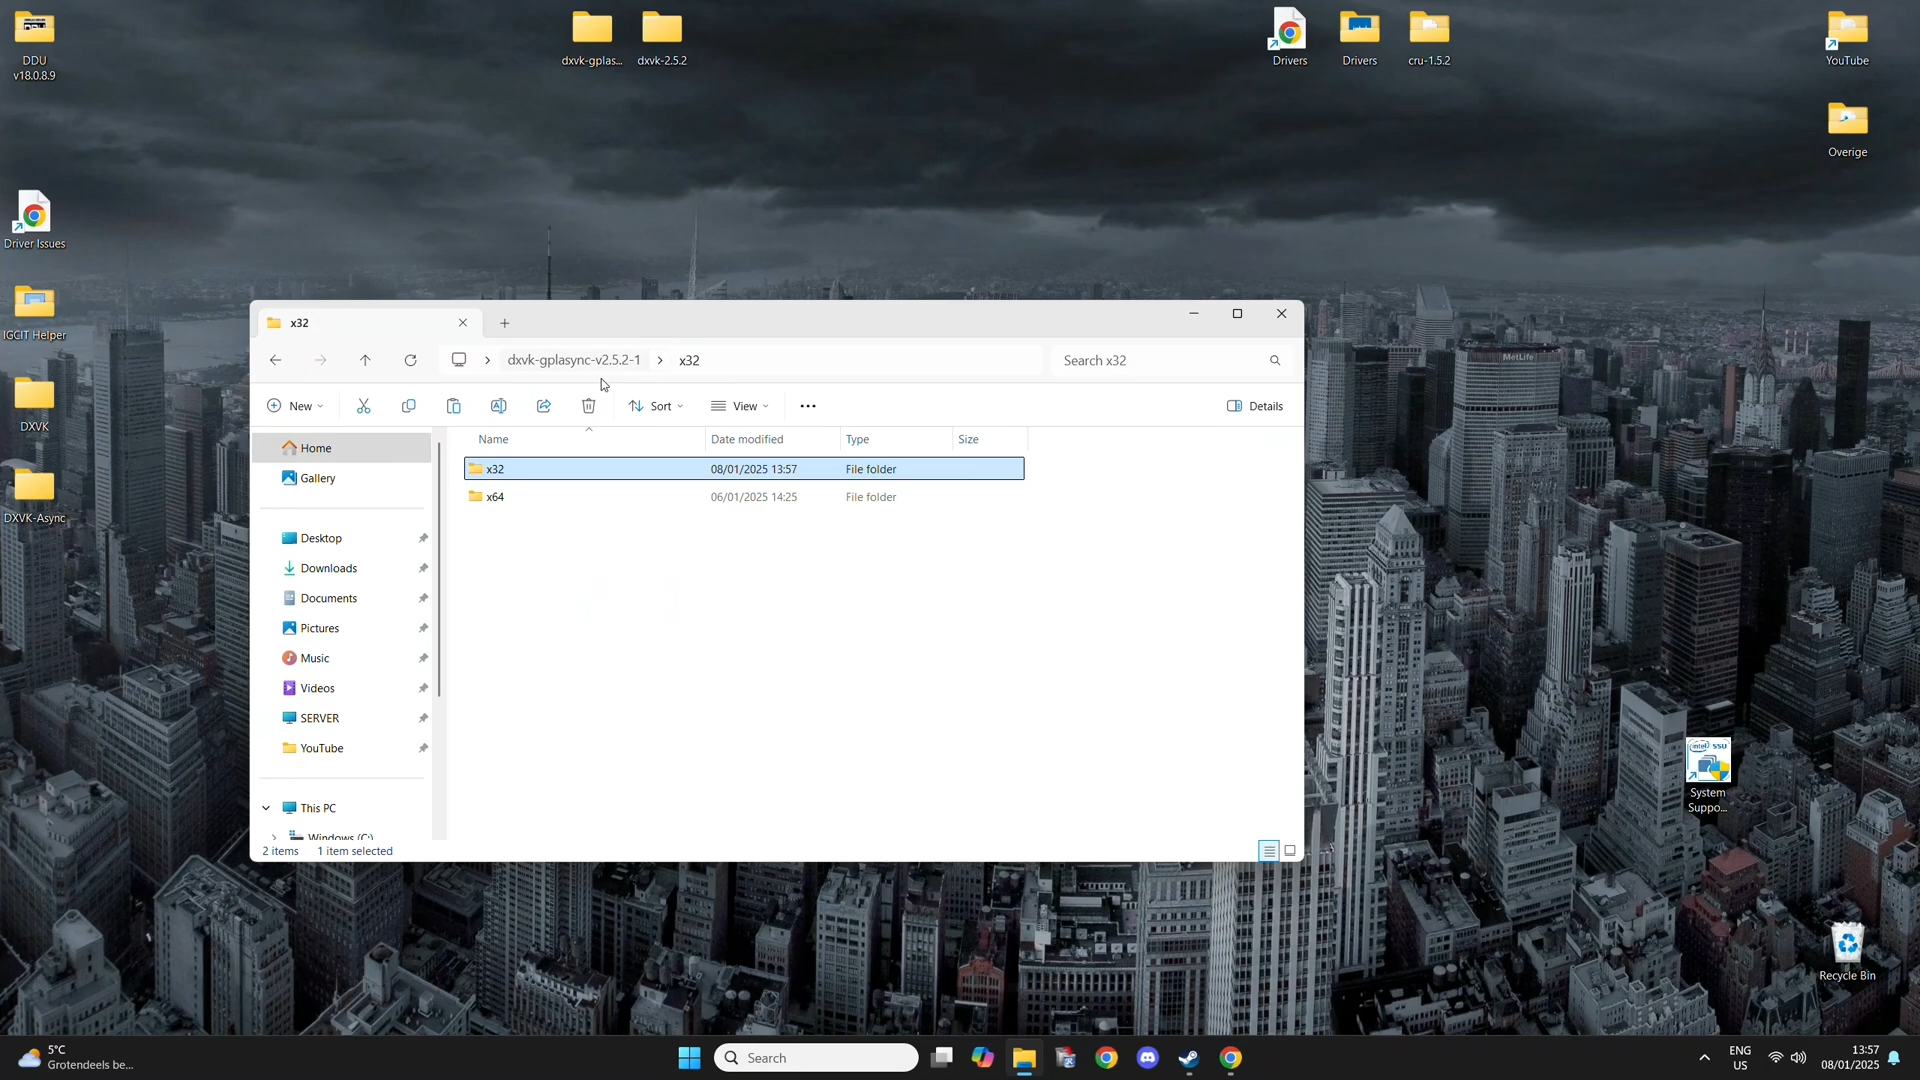 DDU
v18.0.8.9
dxvk-gplas...
dxvk-2.5.2
Drivers
Drivers
cru-1.5.2
YouTube
Overige
Driver Issues
IGCIT Helper
DXVK
DXVK-Async
x32
dxvk-gplasync-v2.5.2-1
x32
Search x32
New
Sort
View
Details
Home
Gallery
Desktop
Downloads
Documents
Pictures
Music
Videos
SERVER
YouTube
This PC
Windows (C:)
Name
Date modified
Type
Size
x32
08/01/2025 13:57
File folder
x64
06/01/2025 14:25
File folder
2 items
1 item selected
MetLife
intel SSU
System
Suppo...
Recycle Bin
5°C
Grotendeels be...
Search
ENG
US
13:57
08/01/2025